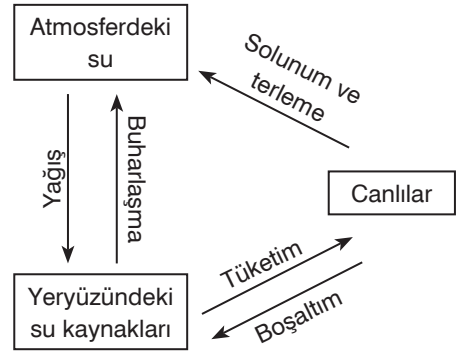 Atmosferdeki
su
Solunum ve
terleme
Yağış
Buharlaşma
Canlılar
Tüketim
Boşaltım
Yeryüzündeki
su kaynakları